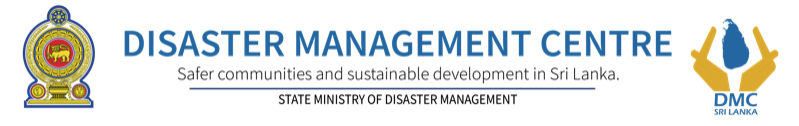 DISASTER MANAGEMENT CENTRE
Safer communities and sustainable development in Sri Lanka.
STATE MINISTRY OF DISASTER MANAGEMENT
DMC
SRI LANKA